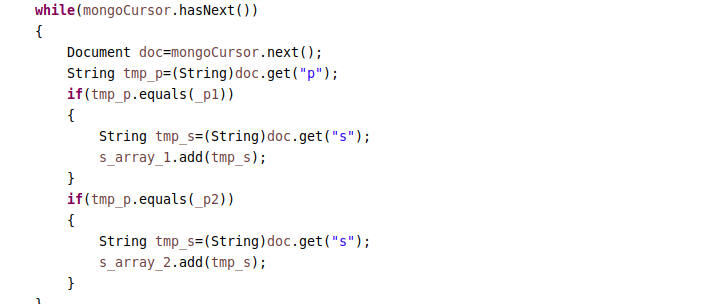 while(mongoCursor.hasNext())
{
Document doc=mongoCursor.next();
String tmp_p=(String)doc.get("p");
if(tmp_p.equals(_p1))
{
String tmp_s=(String)doc.get("s");
s_array_1.add(tmp_s);
}
if(tmp_p.equals(_p2))
{
String tmp_s=(String)doc.get("s");
s_array_2.add(tmp_s);
}
}